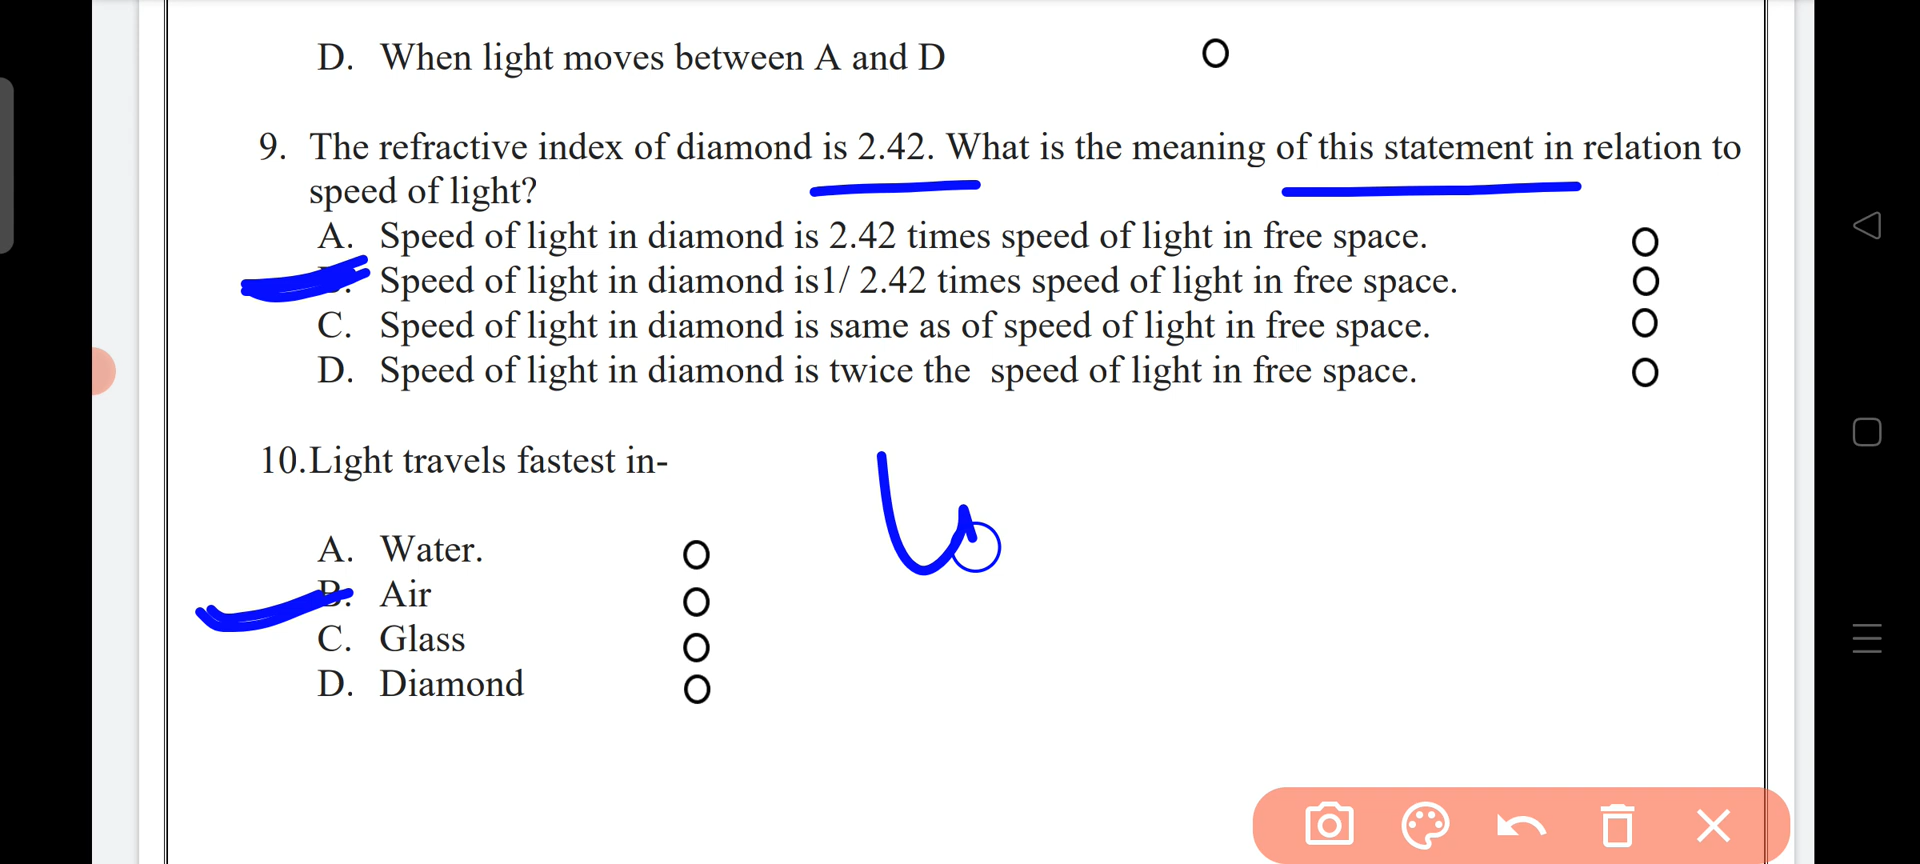 D. When light moves between A and D
9. The refractive index of diamond is 2.42. What is the meaning of this statement in relation to
speed of light?
A. Speed of light in diamond is 2.42 times speed of light in free space.
Speed of light in diamond is1/ 2.42 times speed of light in free space.
C. Speed of light in diamond is same as of speed of light in free space.
D. Speed of light in diamond is twice the speed of light in free space.
10.Light travels fastest in-
A. Water.
B. Air
C. Glass
D. Diamond